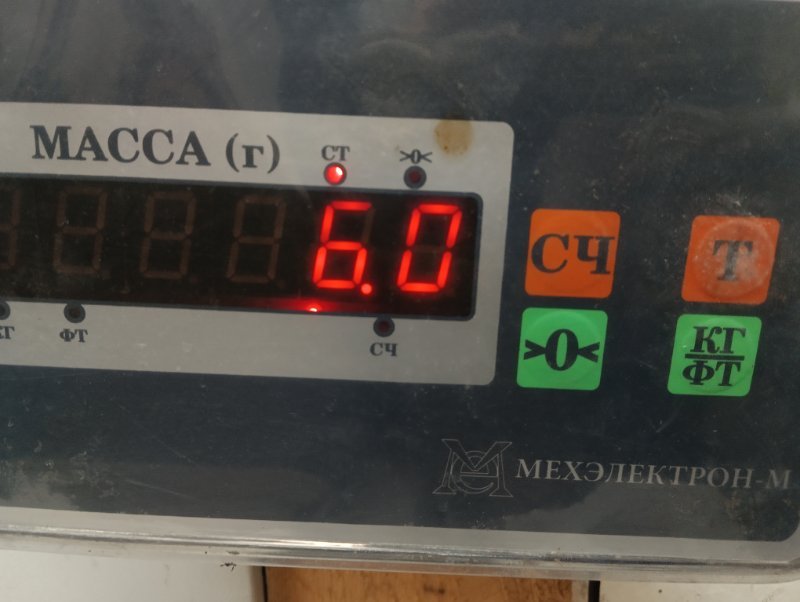 МАССА (г)
СТ
>0<
6.0
СЧ
Т
ФТ
СЧ
>0<
КГ
ФТ
МЕХЭЛЕКТРОН-М